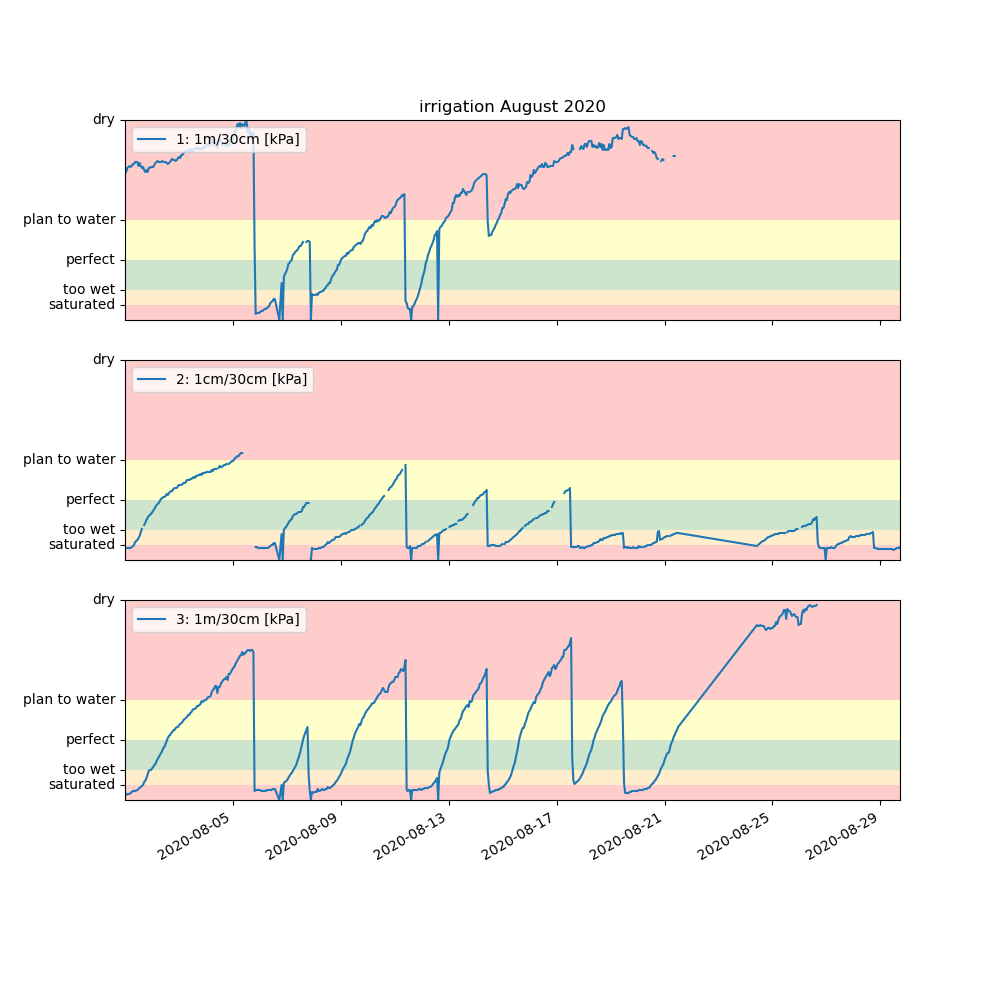 irrigation August 2020
dry
1: 1m/30cm [kPa]
plan to water
perfect
too wet
saturated
dry
2: 1cm/30cm [kPa]
plan to water
perfect
too wet
saturated
dry
3: 1m/30cm [kPa]
plan to water
perfect
too wet
saturated
2020-08-05 2020-08-09 2020-08-13 2020-08-17 2020-08-21 2020-08-25 2020-08-29